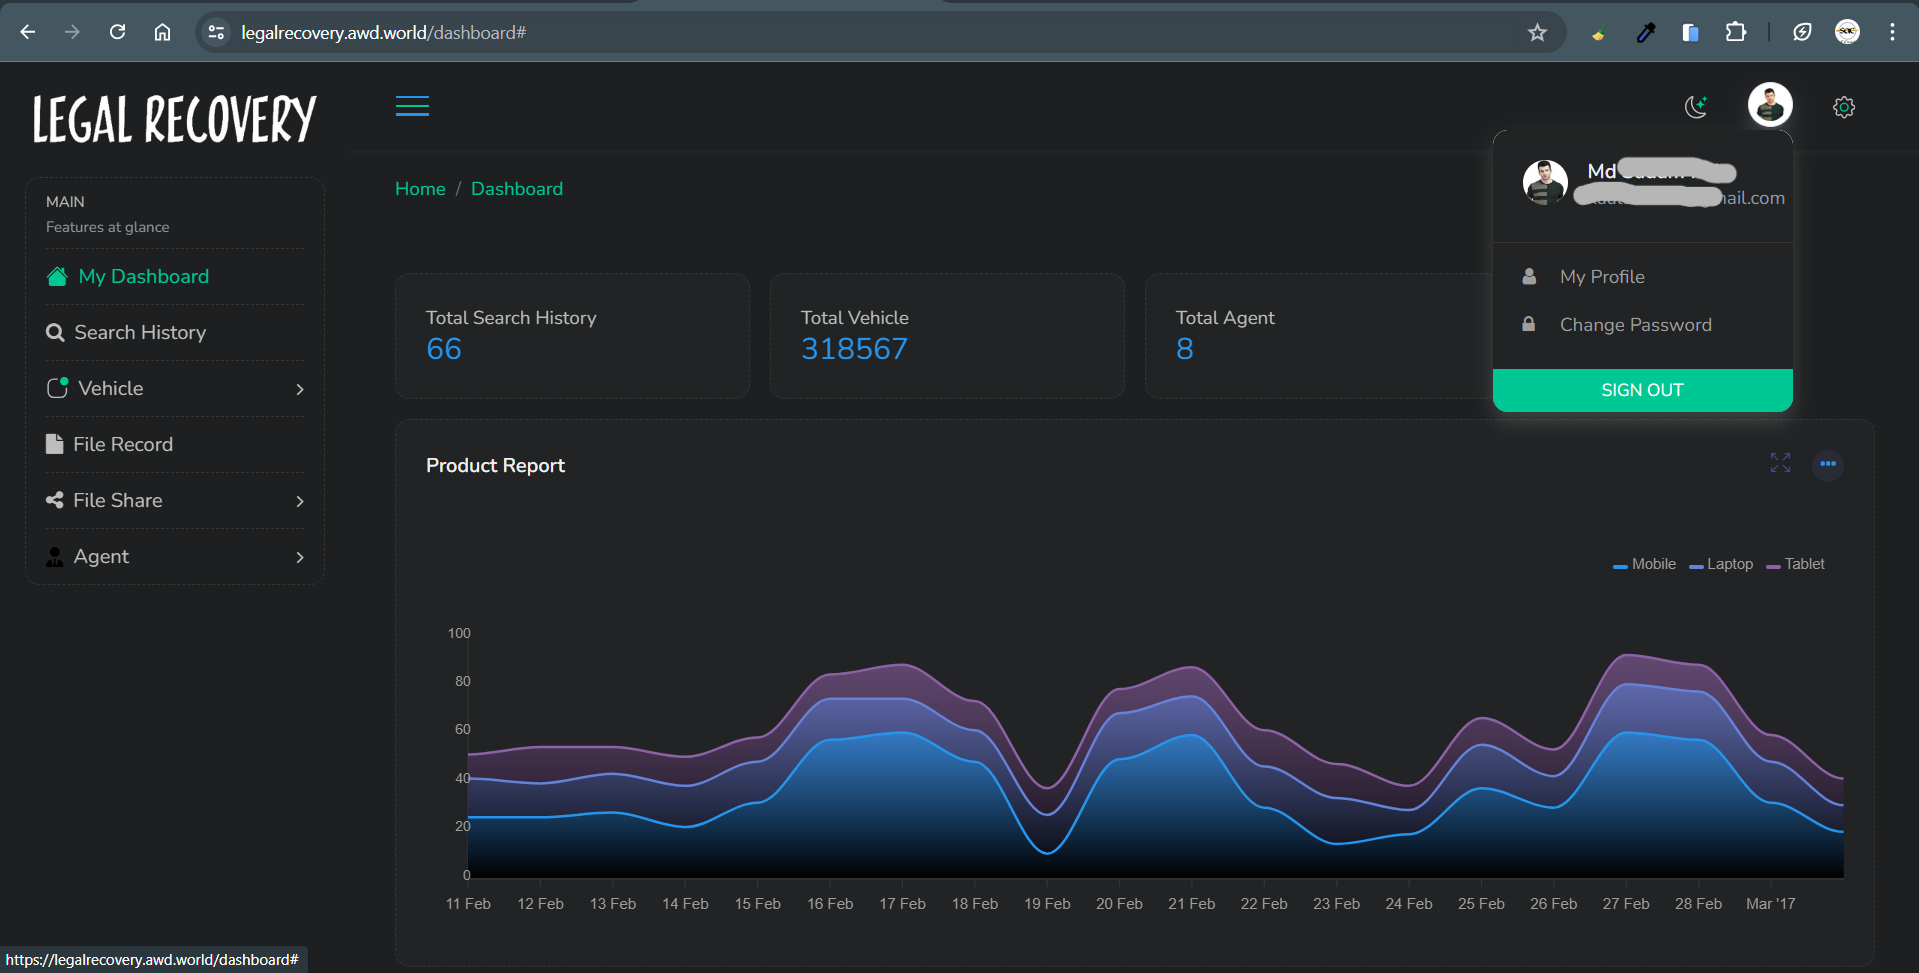 legalrecovery.awd.world/dashboard#
LEGAL RECOVERY
MAIN
Features at glance
My Dashboard
Search History
Vehicle
File Record
File Share
Agent
Home / Dashboard
Md
ail.com
My Profile
Change Password
SIGN OUT
Total Search History
66
Total Vehicle
318567
Total Agent
8
Product Report
Mobile Laptop Tablet
100
80
60
40
20
0
11 Feb 12 Feb 13 Feb 14 Feb 15 Feb 16 Feb 17 Feb 18 Feb 19 Feb 20 Feb 21 Feb 22 Feb 23 Feb 24 Feb 25 Feb 26 Feb 27 Feb 28 Feb Mar '17
https://legalrecovery.awd.world/dashboard#